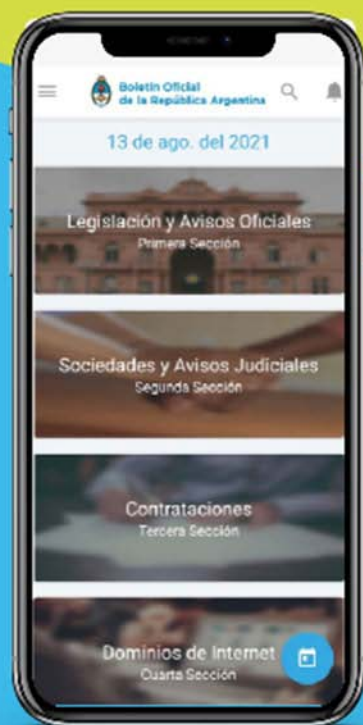 Boletín Oficial
de la República Argentina
13 de ago. del 2021
Legislación y Avisos Oficiales
Primera Sección
Sociedades y Avisos Judiciales
Segunda Sección
Contrataciones
Tercera Sección
Dominios de Internet
Cuarta Sección